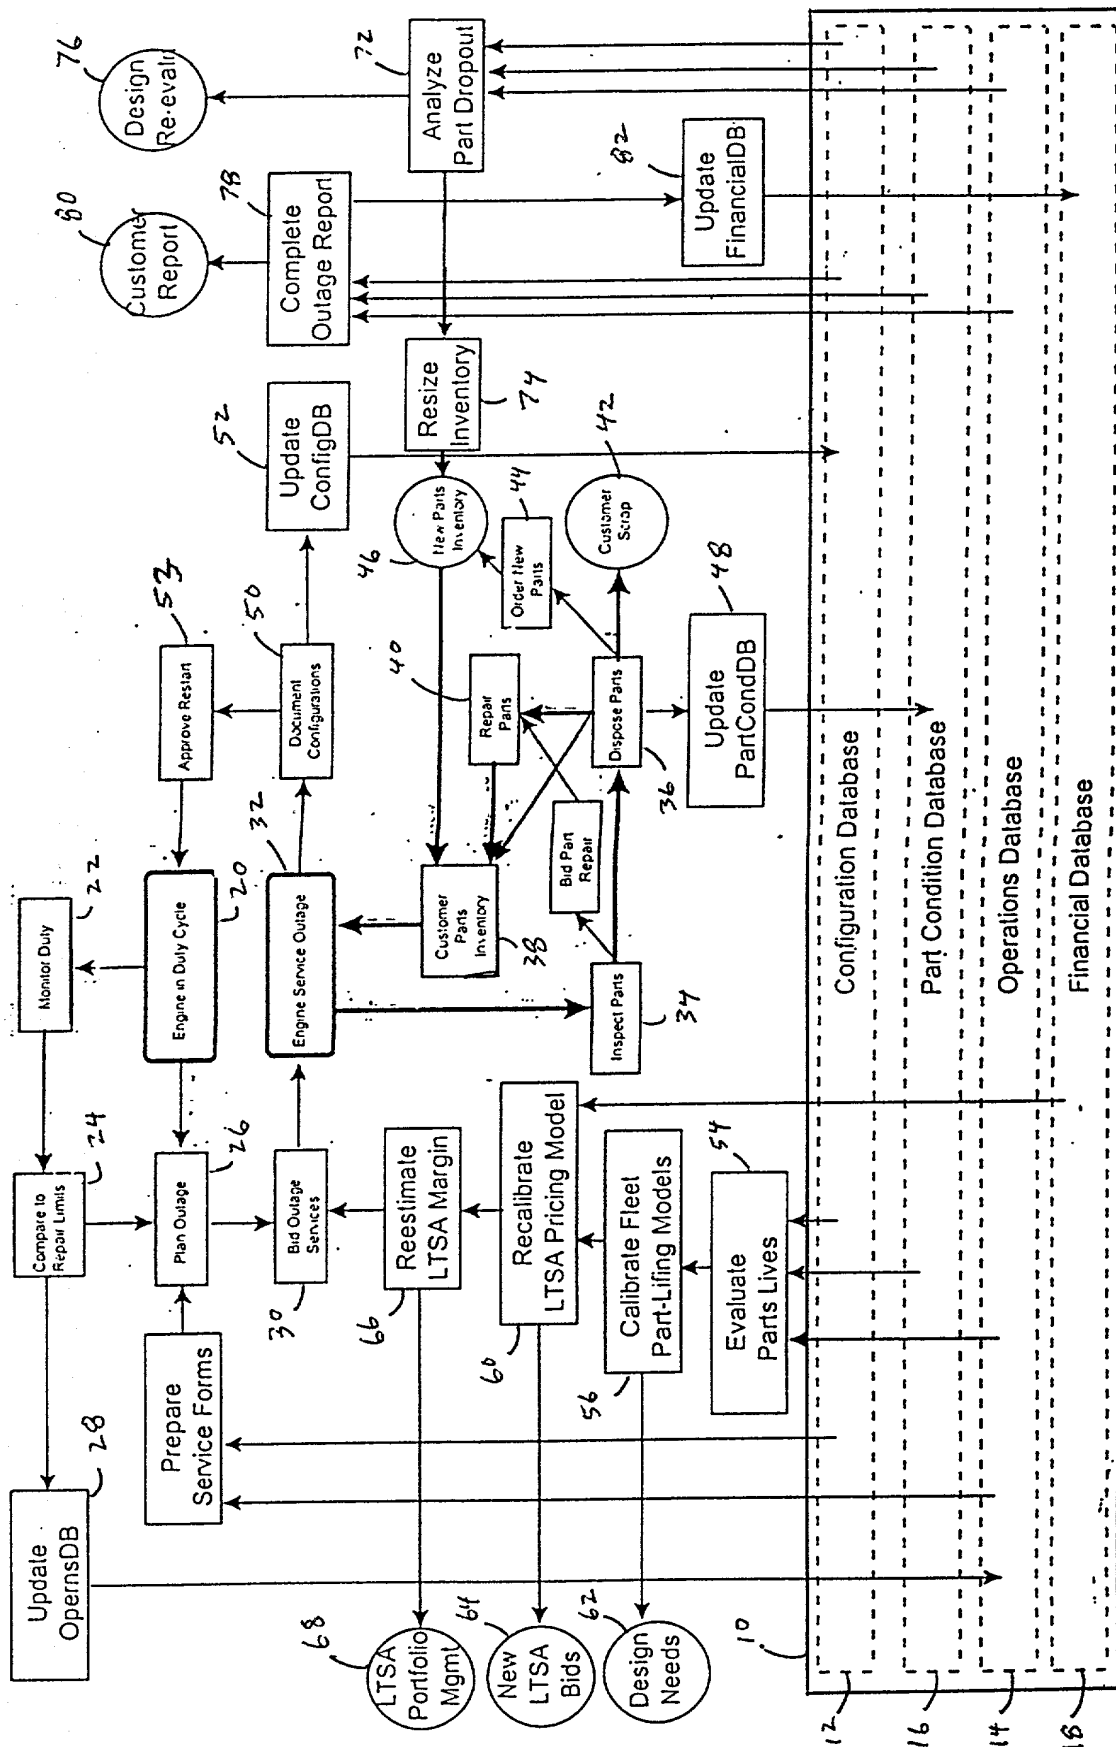 Update
OpernsDB
28
Compare to
Repair Limits
24
Monitor Duty
22
Prepare
Service Forms
Plan Outage
26
Engine in Duty Cycle
20
Approve Restart
53
Customer
Report
80
Design
Re-evaln
76
Bid Outage
Services
30
Engine Service Outage
32
Document
Configurations
50
Update
ConfigDB
52
Complete
Outage Report
78
LTSA
Portfolio
Mgmt
68
Reestimate
LTSA Margin
66
Customer
Parts
Inventory
38
Repair
Parts
40
New Parts
Inventory
46
Resize
Inventory
74
Analyze
Part Dropout
72
New
LTSA
Bids
64
Recalibrate
LTSA Pricing Model
60
Bid Part
Repair
Order New
Parts
44
Design
Needs
62
Calibrate Fleet
Part-Lifing Models
56
Inspect Parts
34
Dispose Parts
36
Customer
Scrap
42
Evaluate
Parts Lives
54
Update
PartCondDB
48
Update
FinancialDB
82
10
12
Configuration Database
16
Part Condition Database
14
Operations Database
18
Financial Database